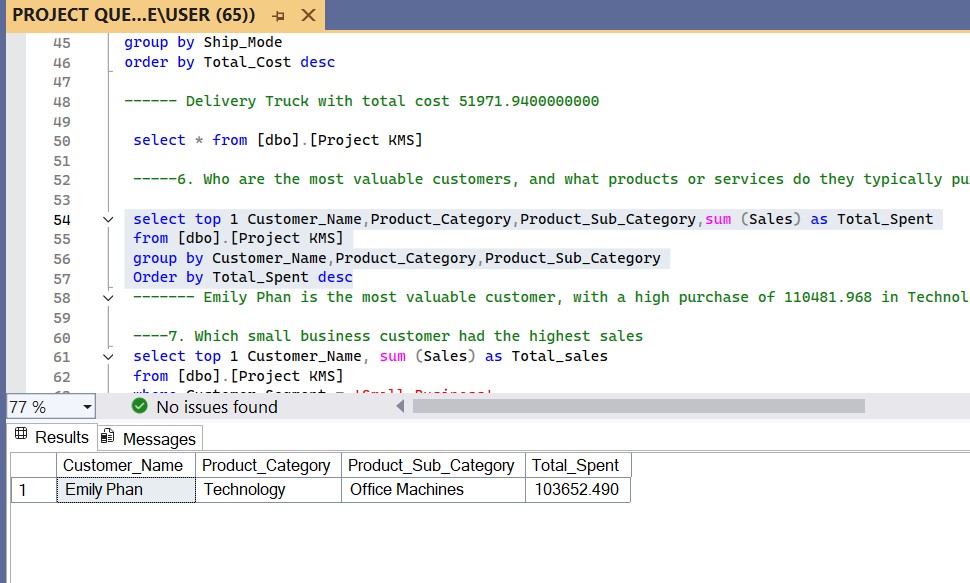 PROJECT QUE...E\USER (65))
45 group by Ship_Mode
46 order by Total_Cost desc
47
48 ------ Delivery Truck with total cost 51971.9400000000
49
50 select * from [dbo].[Project KMS]
51
52 -----6. Who are the most valuable customers, and what products or services do they typically pu
53
54 select top 1 Customer_Name,Product_Category,Product_Sub_Category,sum (Sales) as Total_Spent
55 from [dbo].[Project KMS]
56 group by Customer_Name,Product_Category,Product_Sub_Category
57 Order by Total_Spent desc
58 ------- Emily Phan is the most valuable customer, with a high purchase of 110481.968 in Technol
59
60 ----7. Which small business customer had the highest sales
61 select top 1 Customer_Name, sum (Sales) as Total_sales
62 from [dbo].[Project KMS]
77 % No issues found
Results Messages
Customer_Name Product_Category Product_Sub_Category Total_Spent
1 Emily Phan Technology Office Machines 103652.490